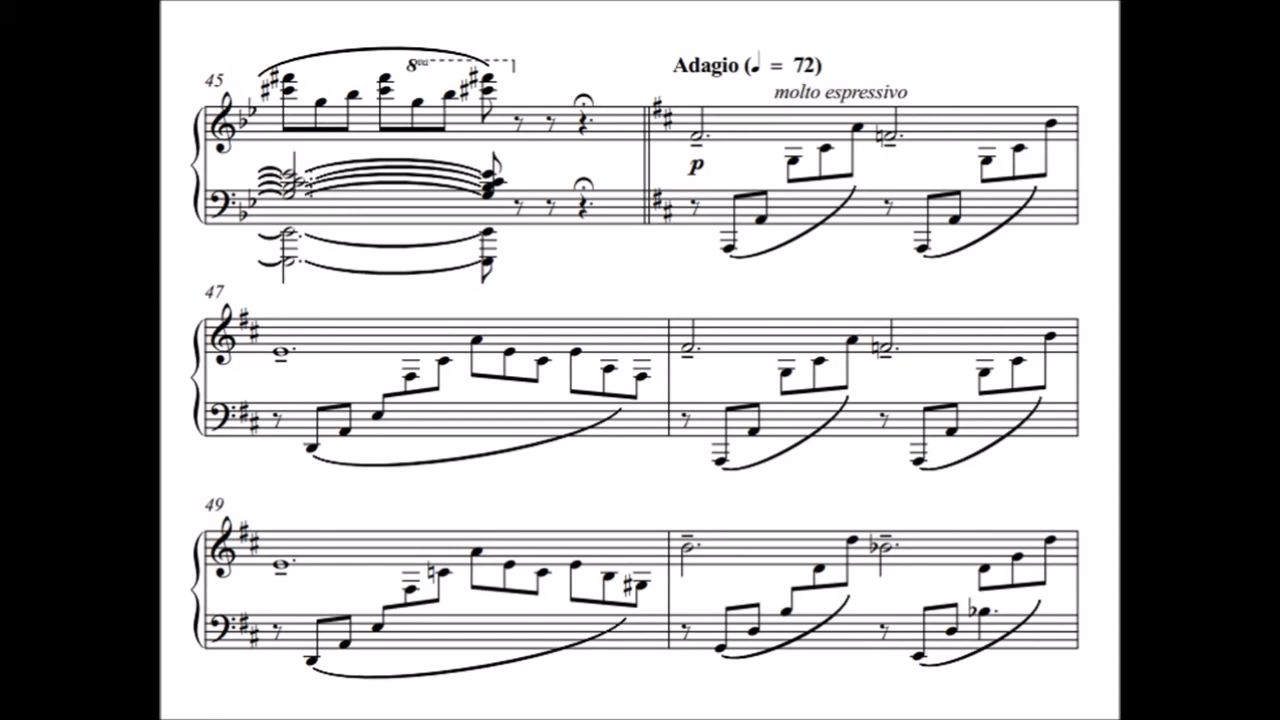 45
8va
Adagio (♩ = 72)
molto espressivo
p
47
49